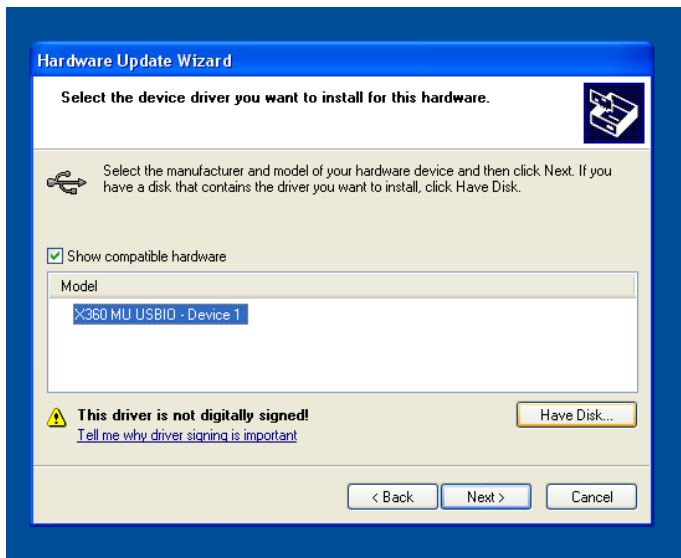 Hardware Update Wizard
Select the device driver you want to install for this hardware.
Select the manufacturer and model of your hardware device and then click Next. If you
have a disk that contains the driver you want to install, click Have Disk.
Show compatible hardware
Model
X360 MU USBIO - Device 1
This driver is not digitally signed!
Have Disk...
Tell me why driver signing is important
< Back
Next >
Cancel